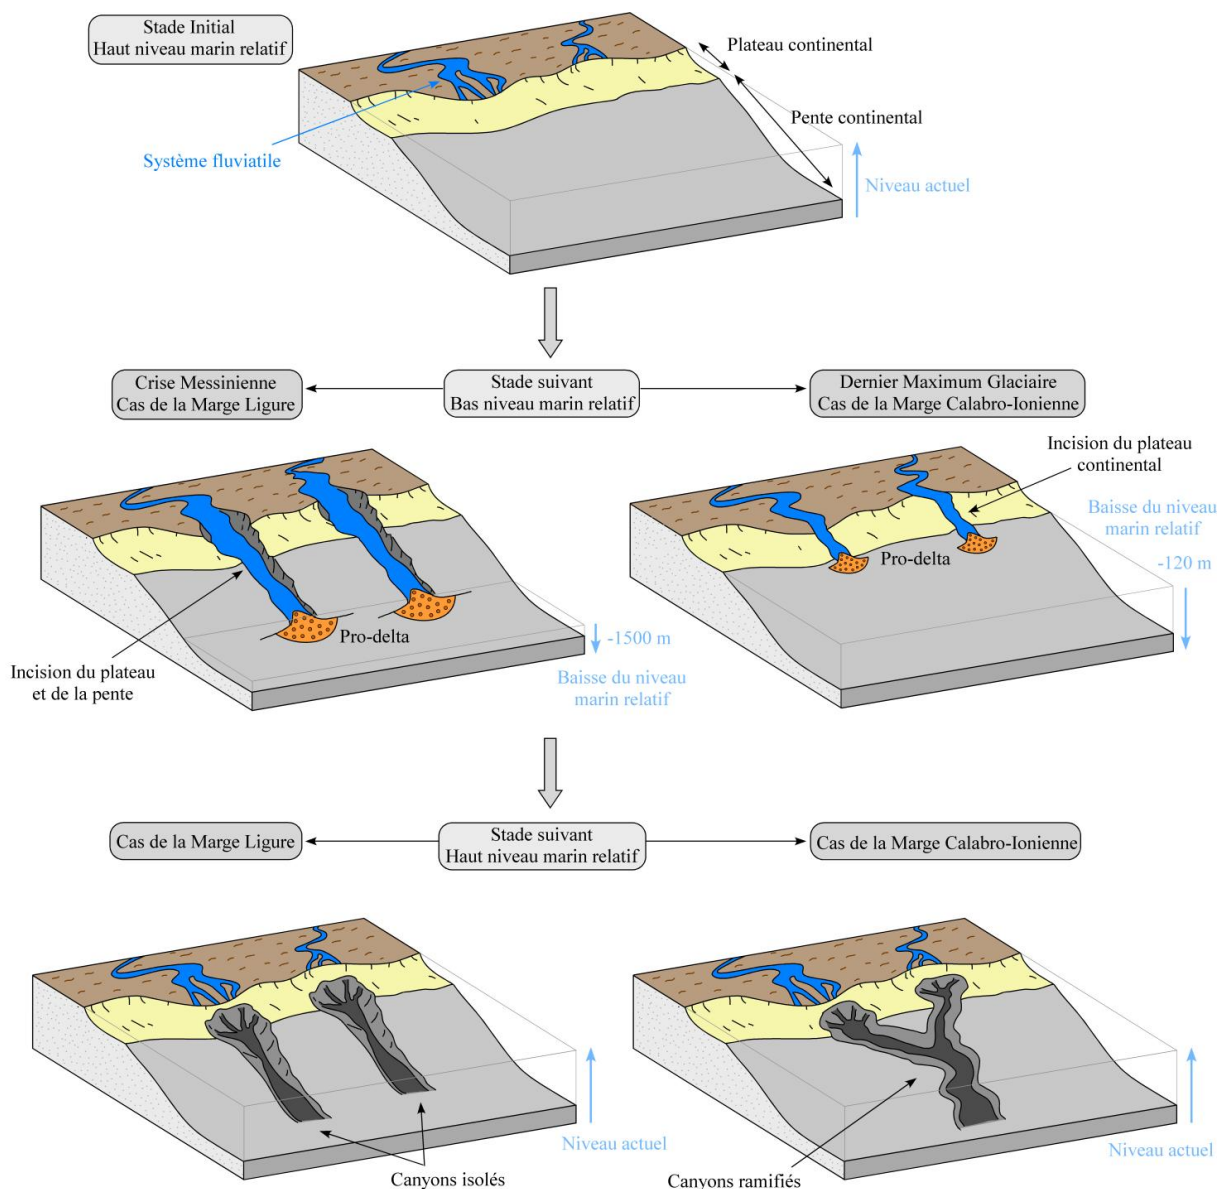 Stade Initial
Haut niveau marin relatif
Plateau continental
Pente continental
Système fluviatile
Niveau actuel
Crise Messinienne
Cas de la Marge Ligure
Stade suivant
Bas niveau marin relatif
Dernier Maximum Glaciaire
Cas de la Marge Calabro-Ionienne
Incision du plateau
continental
Baisse du niveau
marin relatif
-120 m
Pro-delta
Pro-delta
-1500 m
Incision du plateau
et de la pente
Baisse du niveau
marin relatif
Cas de la Marge Ligure
Stade suivant
Haut niveau marin relatif
Cas de la Marge Calabro-Ionienne
Niveau actuel
Niveau actuel
Canyons isolés
Canyons ramifiés